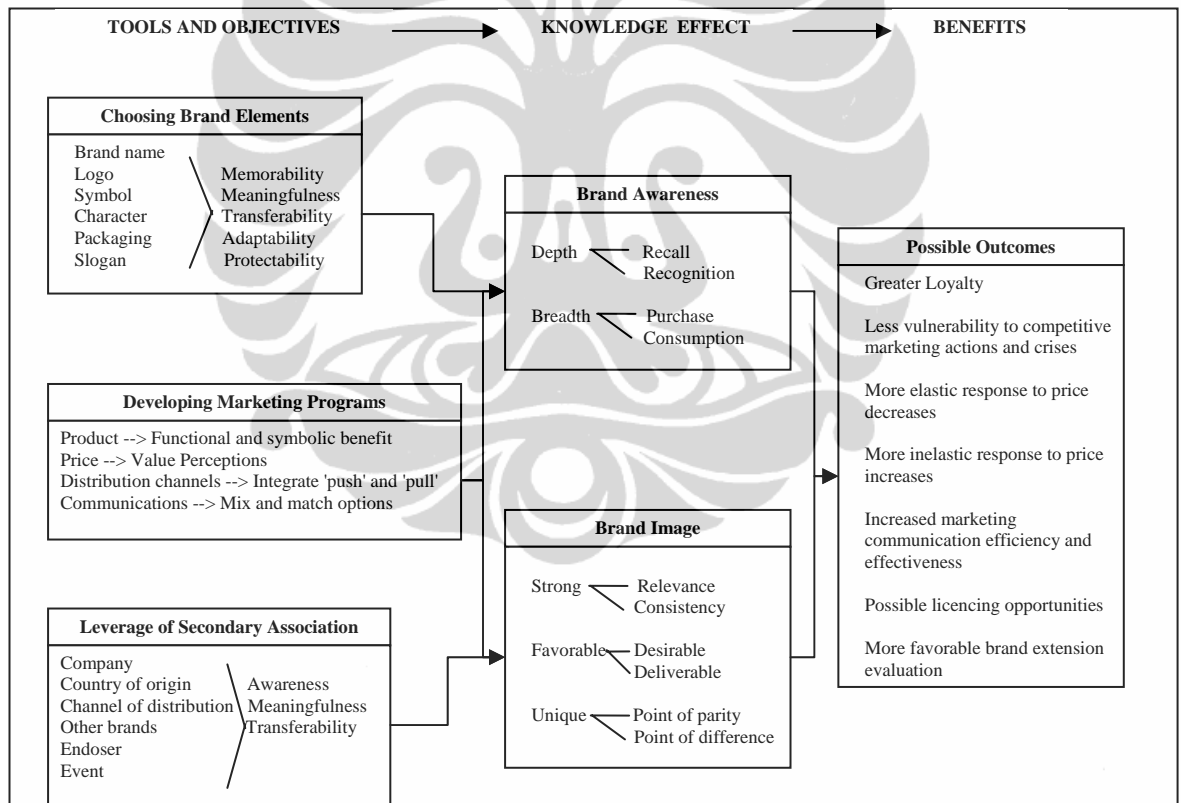 TOOLS AND OBJECTIVES
KNOWLEDGE EFFECT
BENEFITS
Choosing Brand Elements
Brand name
Logo
Symbol
Character
Packaging
Slogan
Memorability
Meaningfulness
Transferability
Adaptability
Protectability
Developing Marketing Programs
Product --> Functional and symbolic benefit
Price --> Value Perceptions
Distribution channels --> Integrate 'push' and 'pull'
Communications --> Mix and match options
Leverage of Secondary Association
Company
Country of origin
Channel of distribution
Other brands
Endoser
Event
Awareness
Meaningfulness
Transferability
Brand Awareness
Depth
Recall
Recognition
Breadth
Purchase
Consumption
Brand Image
Strong
Relevance
Consistency
Favorable
Desirable
Deliverable
Unique
Point of parity
Point of difference
Possible Outcomes
Greater Loyalty
Less vulnerability to competitive
marketing actions and crises
More elastic response to price
decreases
More inelastic response to price
increases
Increased marketing
communication efficiency and
effectiveness
Possible licencing opportunities
More favorable brand extension
evaluation